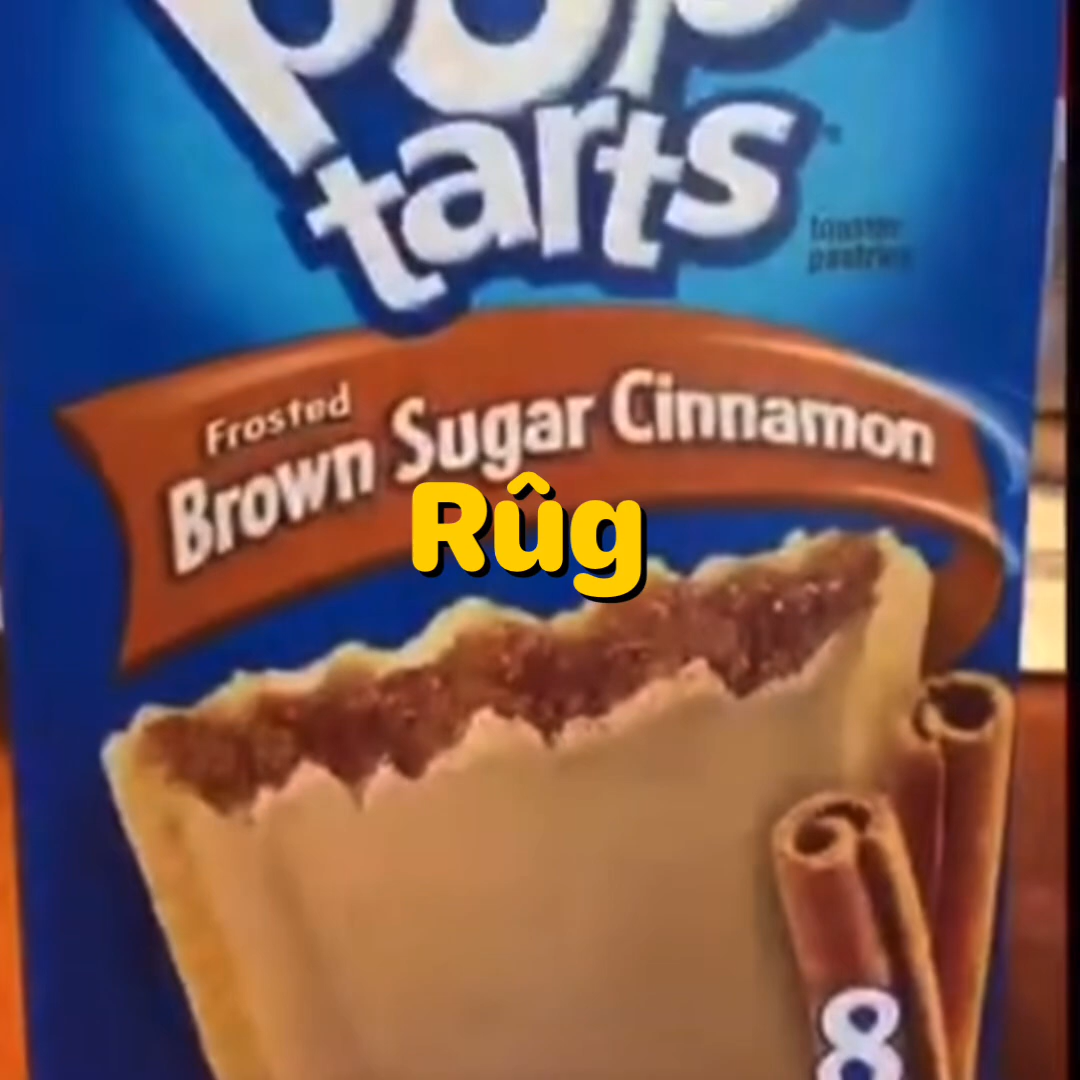 pop
tarts
toaster
pastries
Frosted
Brown Sugar Cinnamon
Rûg
8